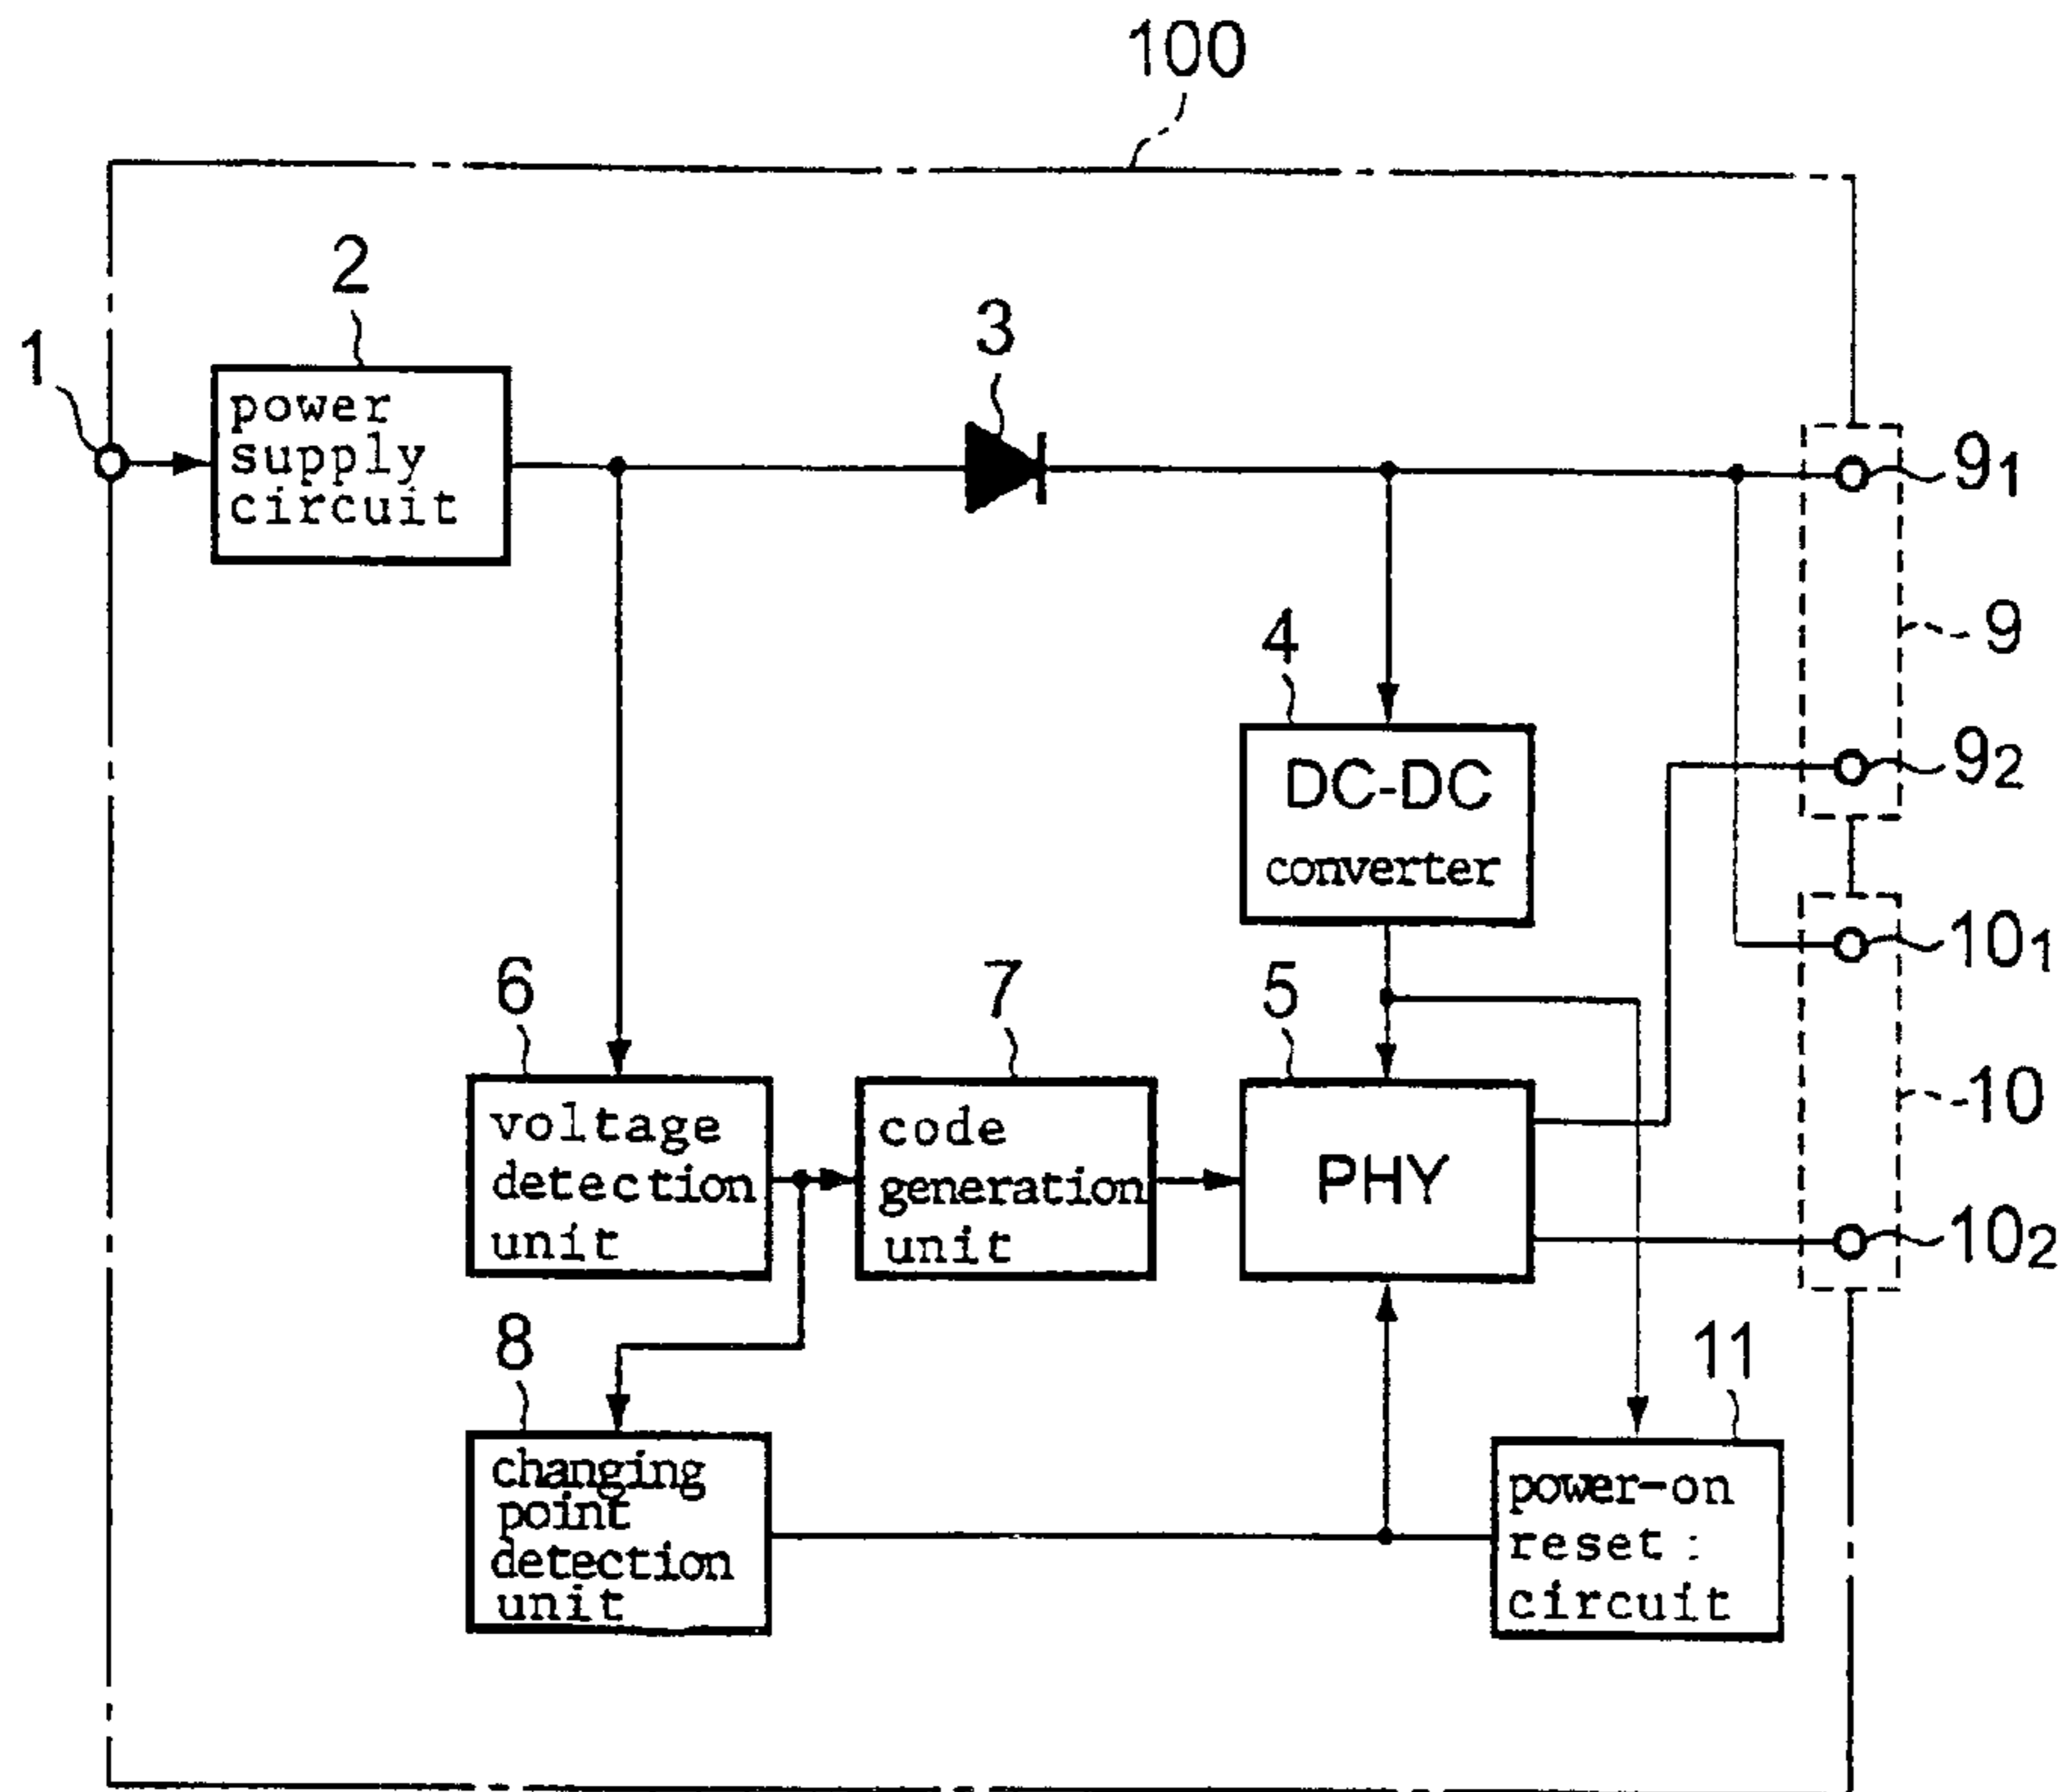 100
2
1
power
supply
circuit
3
9₁
9
4
DC-DC
converter
9₂
10₁
6
7
5
voltage
detection
unit
code
generation
unit
PHY
10
10₂
8
11
changing
point
detection
unit
power-on
reset
circuit